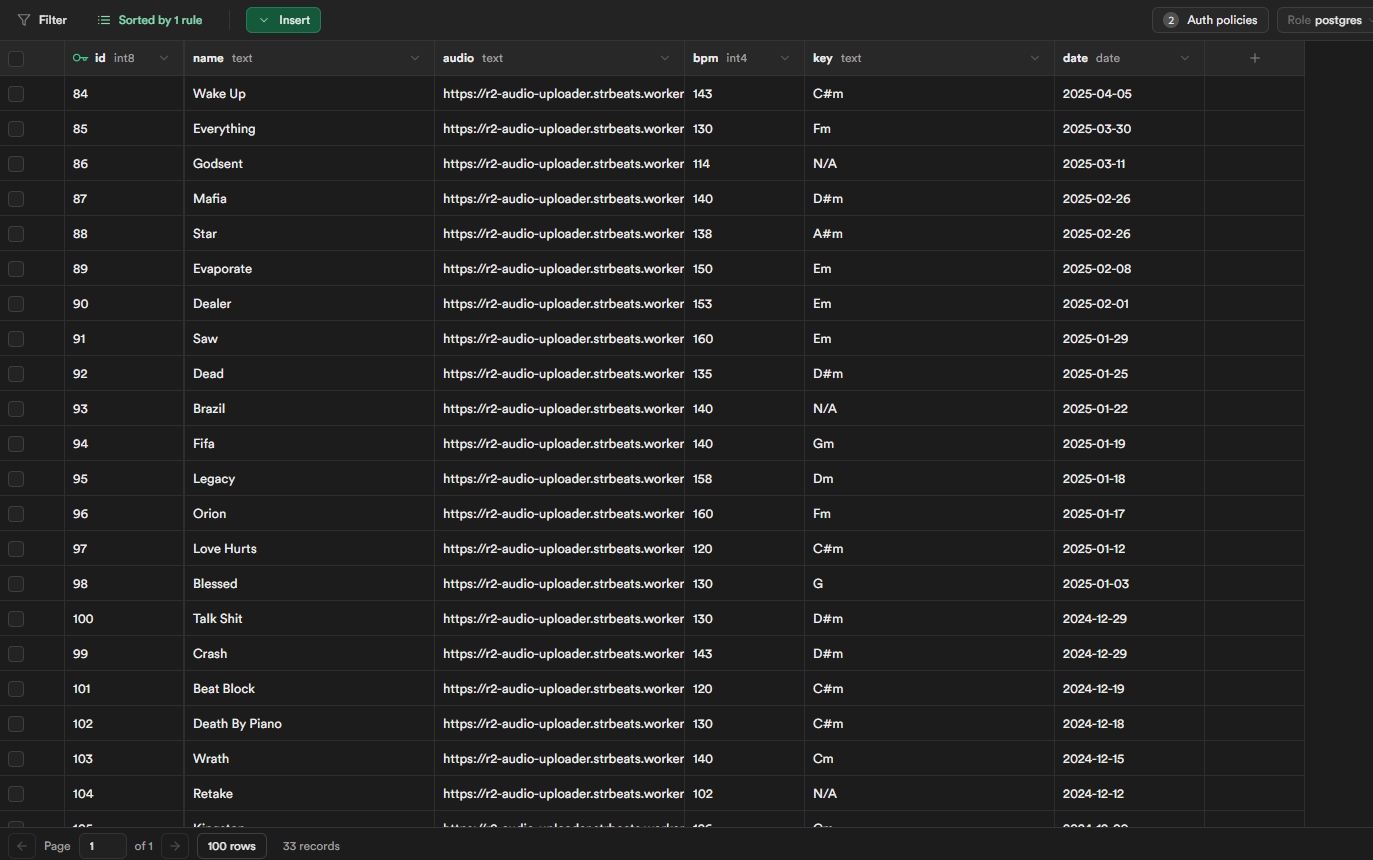 Filter Sorted by 1 rule Insert 2 Auth policies Role postgres
id int8 name text audio text bpm int4 key text date date
84 Wake Up https://r2-audio-uploader.strbeats.worker 143 C#m 2025-04-05
85 Everything https://r2-audio-uploader.strbeats.worker 130 Fm 2025-03-30
86 Godsent https://r2-audio-uploader.strbeats.worker 114 N/A 2025-03-11
87 Mafia https://r2-audio-uploader.strbeats.worker 140 D#m 2025-02-26
88 Star https://r2-audio-uploader.strbeats.worker 138 A#m 2025-02-26
89 Evaporate https://r2-audio-uploader.strbeats.worker 150 Em 2025-02-08
90 Dealer https://r2-audio-uploader.strbeats.worker 153 Em 2025-02-01
91 Saw https://r2-audio-uploader.strbeats.worker 160 Em 2025-01-29
92 Dead https://r2-audio-uploader.strbeats.worker 135 D#m 2025-01-25
93 Brazil https://r2-audio-uploader.strbeats.worker 140 N/A 2025-01-22
94 Fifa https://r2-audio-uploader.strbeats.worker 140 Gm 2025-01-19
95 Legacy https://r2-audio-uploader.strbeats.worker 158 Dm 2025-01-18
96 Orion https://r2-audio-uploader.strbeats.worker 160 Fm 2025-01-17
97 Love Hurts https://r2-audio-uploader.strbeats.worker 120 C#m 2025-01-12
98 Blessed https://r2-audio-uploader.strbeats.worker 130 G 2025-01-03
100 Talk Shit https://r2-audio-uploader.strbeats.worker 130 D#m 2024-12-29
99 Crash https://r2-audio-uploader.strbeats.worker 143 D#m 2024-12-29
101 Beat Block https://r2-audio-uploader.strbeats.worker 120 C#m 2024-12-19
102 Death By Piano https://r2-audio-uploader.strbeats.worker 130 C#m 2024-12-18
103 Wrath https://r2-audio-uploader.strbeats.worker 140 Cm 2024-12-15
104 Retake https://r2-audio-uploader.strbeats.worker 102 N/A 2024-12-12
Page 1 of 1 100 rows 33 records